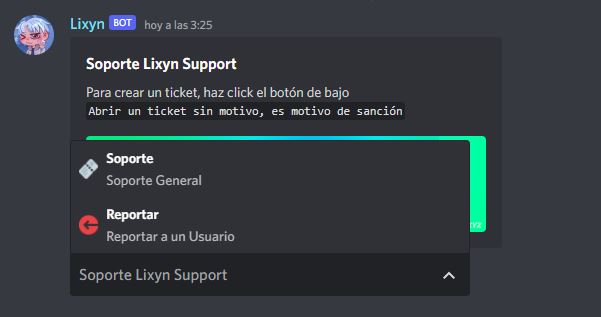 Lixyn BOT hoy a las 3:25
Soporte Lixyn Support
Para crear un ticket, haz click el botón de bajo
Abrir un ticket sin motivo, es motivo de sanción
Soporte
Soporte General
Reportar
Reportar a un Usuario
Soporte Lixyn Support